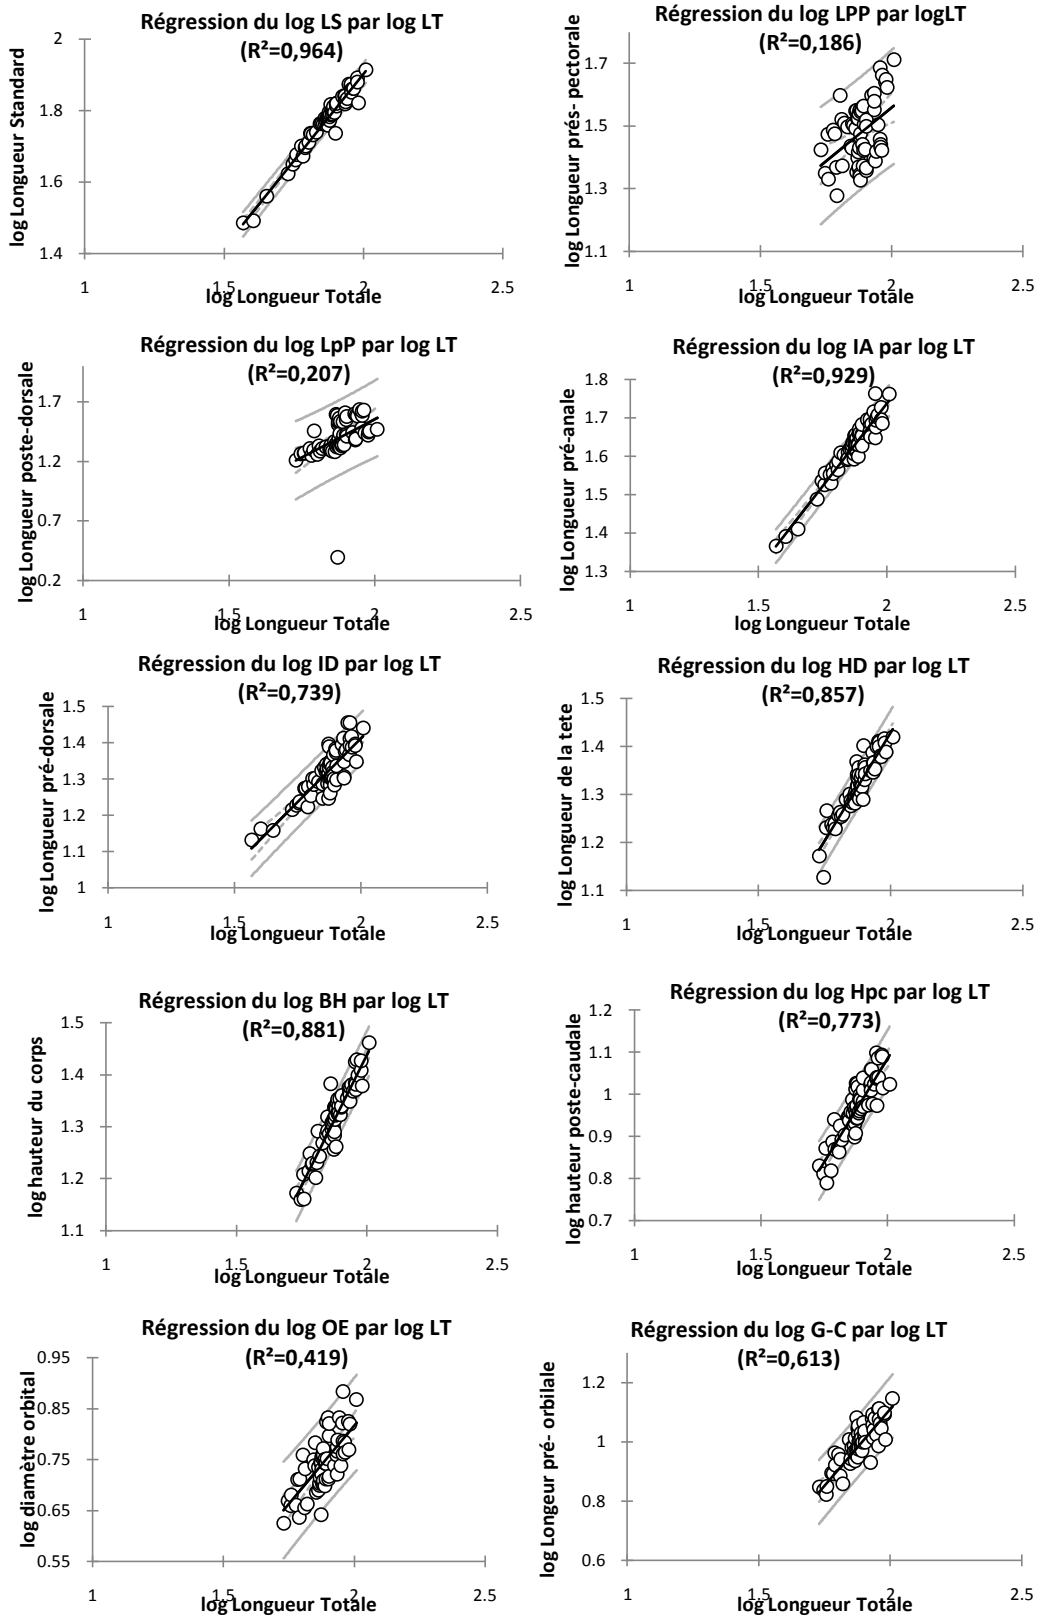 Régression du log LS par log LT
(R²=0,964)
log Longueur Standard
2
1.8
1.6
1.4
1
1.5
2
2.5
log Longueur Totale
Régression du log LPP par logLT
(R²=0,186)
log Longueur prés- pectorale
1.7
1.5
1.3
1.1
1
1.5
2
2.5
log Longueur Totale
Régression du log LpP par log LT
(R²=0,207)
log Longueur poste-dorsale
1.7
1.2
0.7
0.2
1
1.5
2
2.5
log Longueur Totale
Régression du log IA par log LT
(R²=0,929)
log Longueur pré-anale
1.8
1.7
1.6
1.5
1.4
1.3
1
1.5
2
2.5
log Longueur Totale
Régression du log ID par log LT
(R²=0,739)
log Longueur pré-dorsale
1.5
1.4
1.3
1.2
1.1
1
1
1.5
2
2.5
log Longueur Totale
Régression du log HD par log LT
(R²=0,857)
log Longueur de la tete
1.5
1.4
1.3
1.2
1.1
1
1.5
2
2.5
log Longueur Totale
Régression du log BH par log LT
(R²=0,881)
log hauteur du corps
1.5
1.4
1.3
1.2
1.1
1
1.5
2
2.5
log Longueur Totale
Régression du log Hpc par log LT
(R²=0,773)
log hauteur poste-caudale
1.2
1.1
1
0.9
0.8
0.7
1
1.5
2
2.5
log Longueur Totale
Régression du log OE par log LT
(R²=0,419)
log diamètre orbital
0.95
0.85
0.75
0.65
0.55
1
1.5
2
2.5
log Longueur Totale
Régression du log G-C par log LT
(R²=0,613)
log Longeur pré- orbilale
1.2
1
0.8
0.6
1
1.5
2
2.5
log Longueur Totale